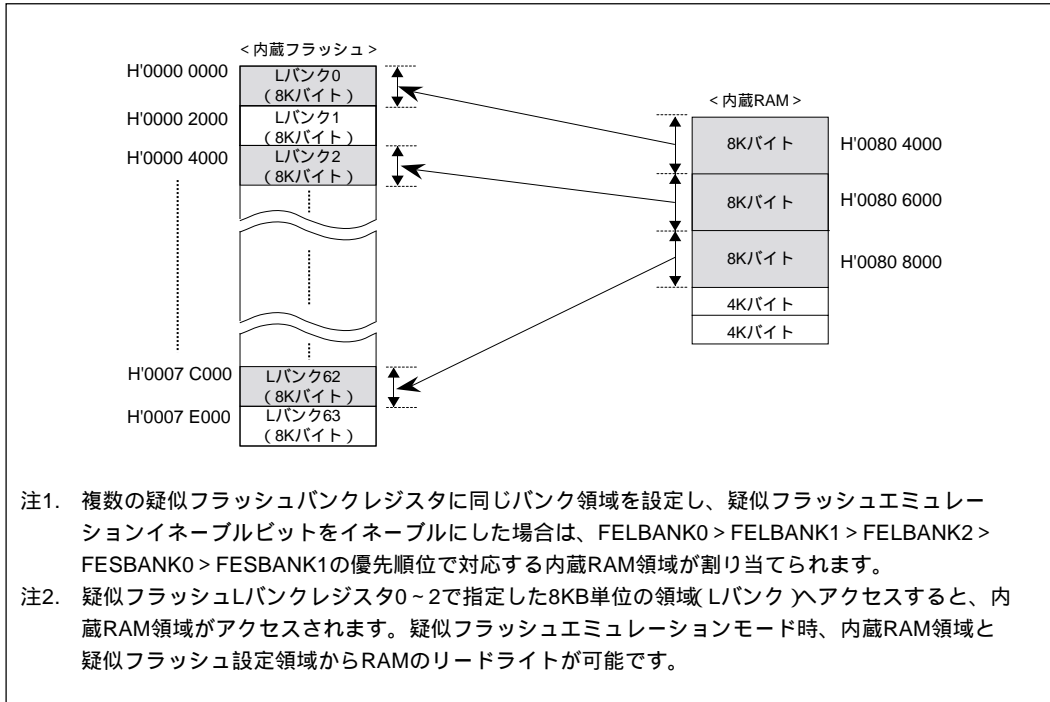 ＜内蔵フラッシュ＞
H'0000 0000
Lバンク0
（8Kバイト）
H'0000 2000
Lバンク1
（8Kバイト）
H'0000 4000
Lバンク2
（8Kバイト）
H'0007 C000
Lバンク62
（8Kバイト）
H'0007 E000
Lバンク63
（8Kバイト）
＜内蔵RAM＞
8Kバイト H'0080 4000
8Kバイト H'0080 6000
8Kバイト H'0080 8000
4Kバイト
4Kバイト
注1. 複数の疑似フラッシュバンクレジスタに同じバンク領域を設定し、疑似フラッシュエミュレー
ションイネーブルビットをイネーブルにした場合は、FELBANK0＞FELBANK1＞FELBANK2＞
FESBANK0＞FESBANK1の優先順位で対応する内蔵RAM領域が割り当てられます。
注2. 疑似フラッシュLバンクレジスタ0～2で指定した8KB単位の領域（Lバンク）へアクセスすると、内
蔵RAM領域がアクセスされます。疑似フラッシュエミュレーションモード時、内蔵RAM領域と
疑似フラッシュ設定領域からRAMのリードライトが可能です。